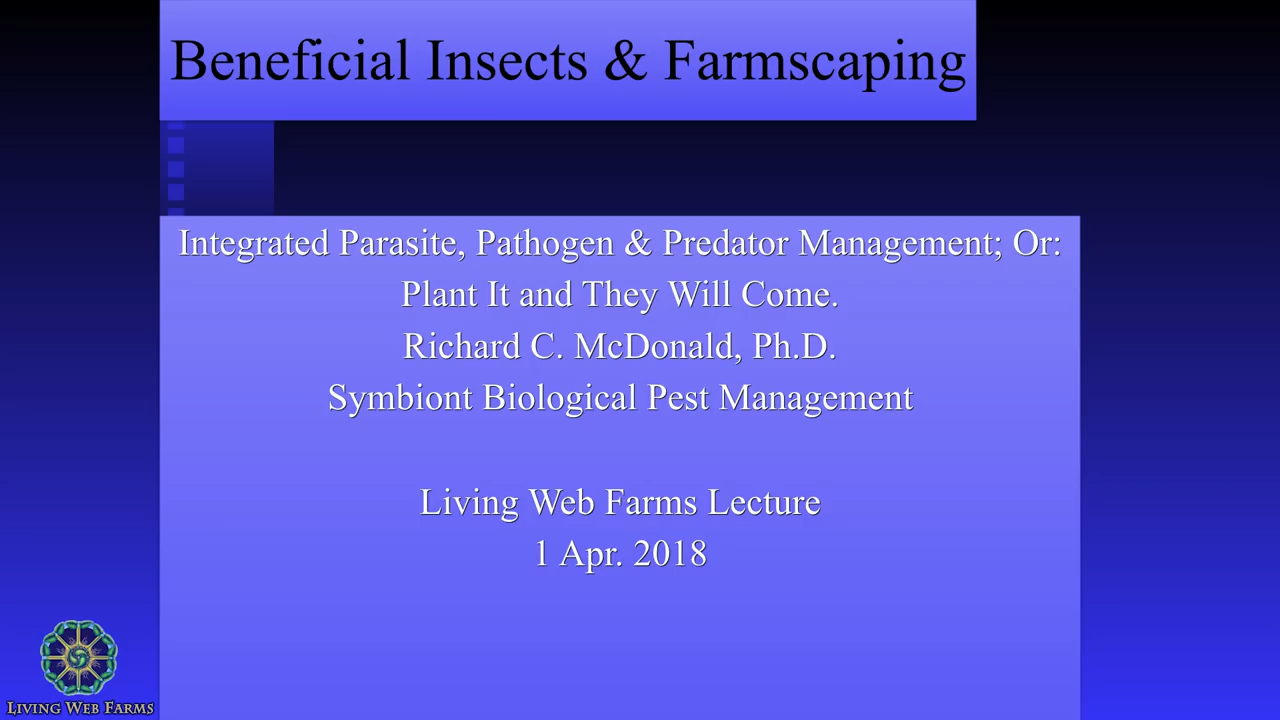 Beneficial Insects & Farmscaping
Integrated Parasite, Pathogen & Predator Management; Or:
Plant It and They Will Come.
Richard C. McDonald, Ph.D.
Symbiont Biological Pest Management
Living Web Farms Lecture
1 Apr. 2018
LIVING WEB FARMS